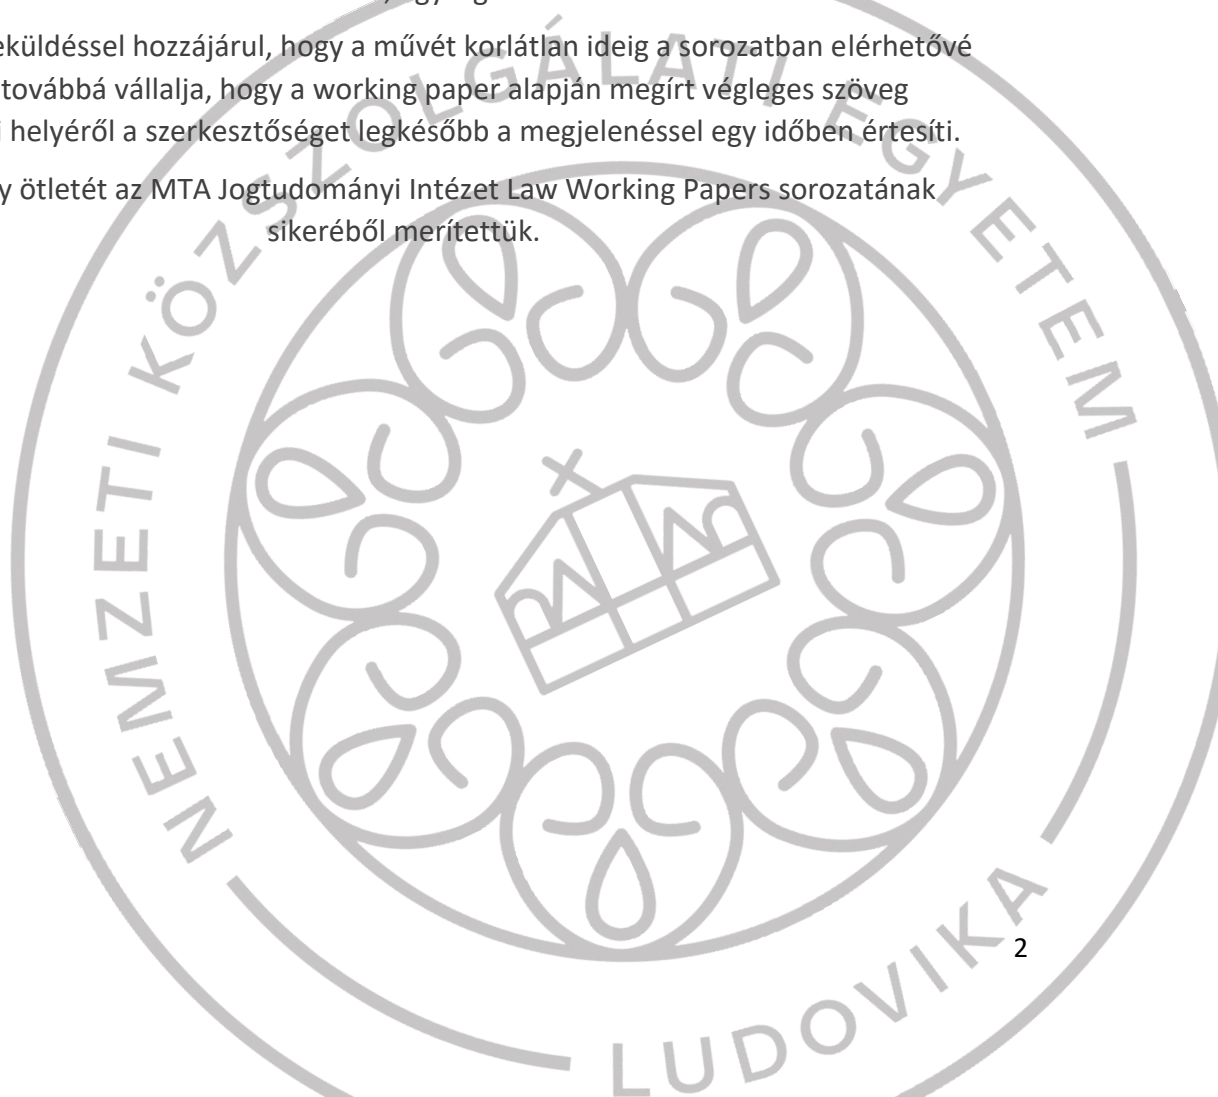 eküldéssel hozzájárul, hogy a művét korlátlan ideig a sorozatban elérhetővé
továbbá vállalja, hogy a working paper alapján megírt végleges szöveg
i helyéről a szerkesztőséget legkésőbb a megjelenéssel egy időben értesíti.
y ötletét az MTA Jogtudományi Intézet Law Working Papers sorozatának
sikeréből merítettük.
NEMZETI KÖZSZOLGÁLATI EGYETEM
LUDOVIKA
2